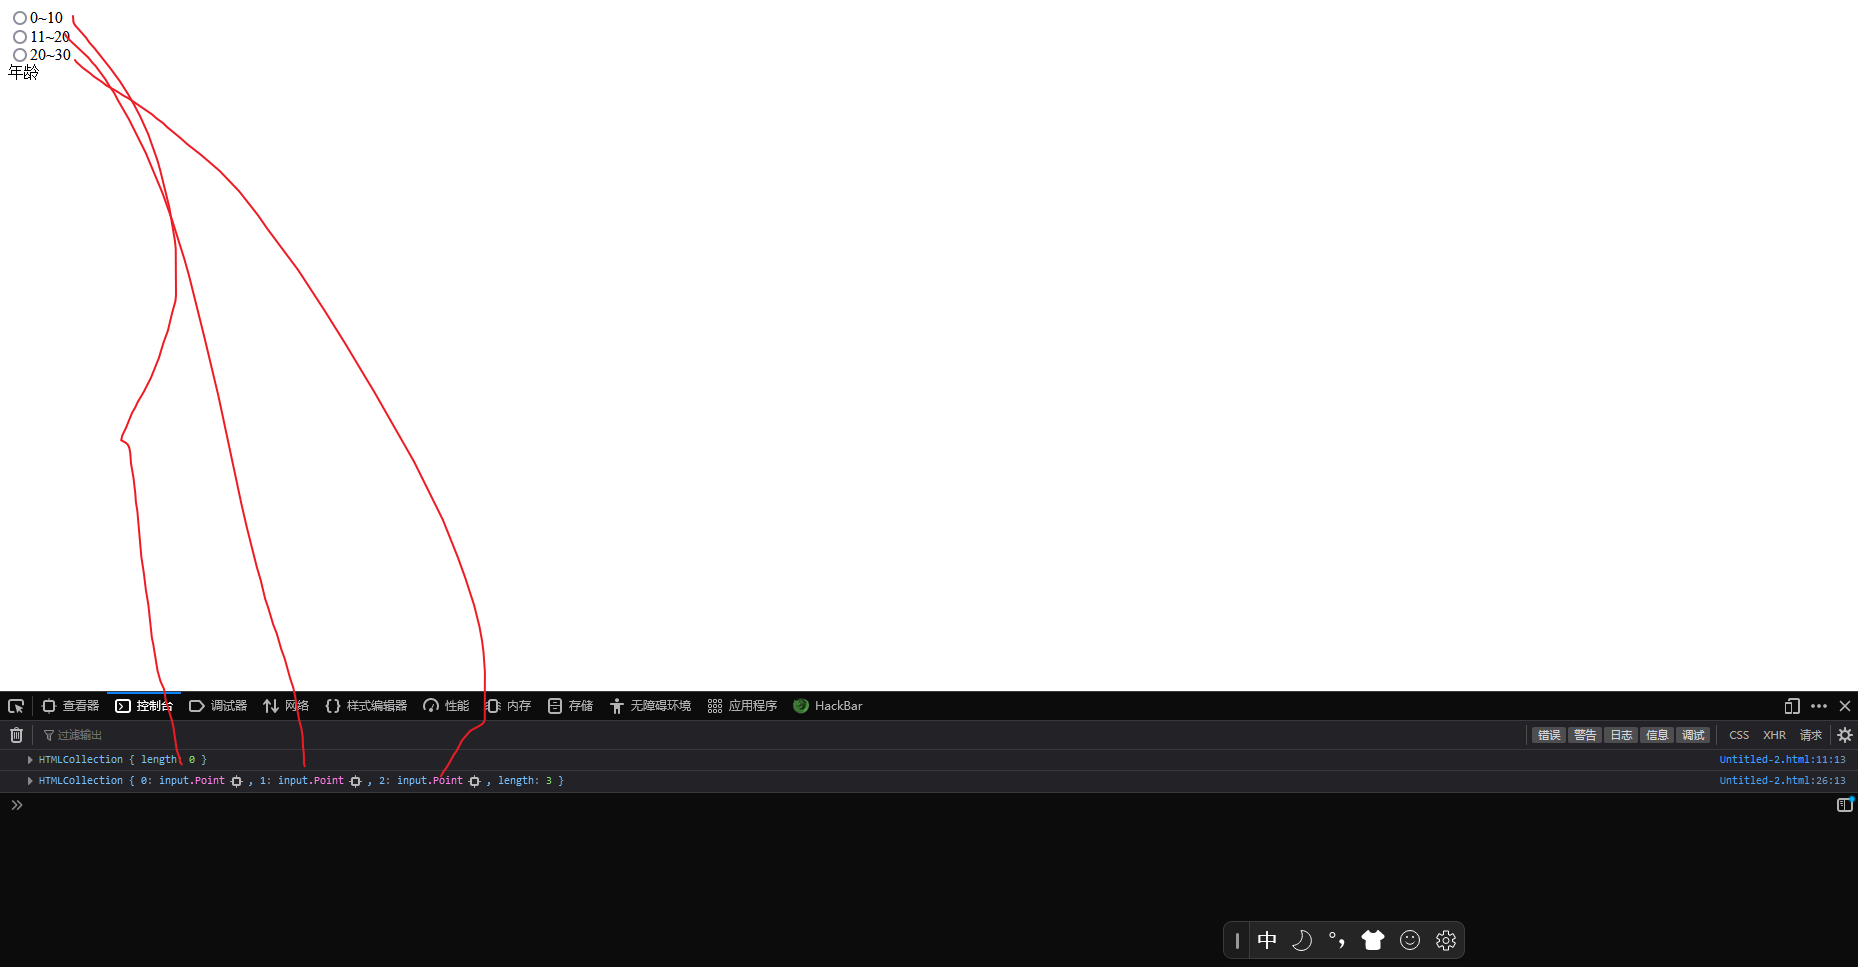 0~10
11~20
20~30
年龄
查看器 控制台 调试器 网络 样式编辑器 性能 内存 存储 无障碍环境 应用程序 HackBar
过滤输出 错误 警告 日志 信息 调试 CSS XHR 请求
HTMLCollection { length: 0 } Untitled-2.html:11:13
HTMLCollection { 0: input.Point , 1: input.Point , 2: input.Point , length: 3 } Untitled-2.html:26:13
中